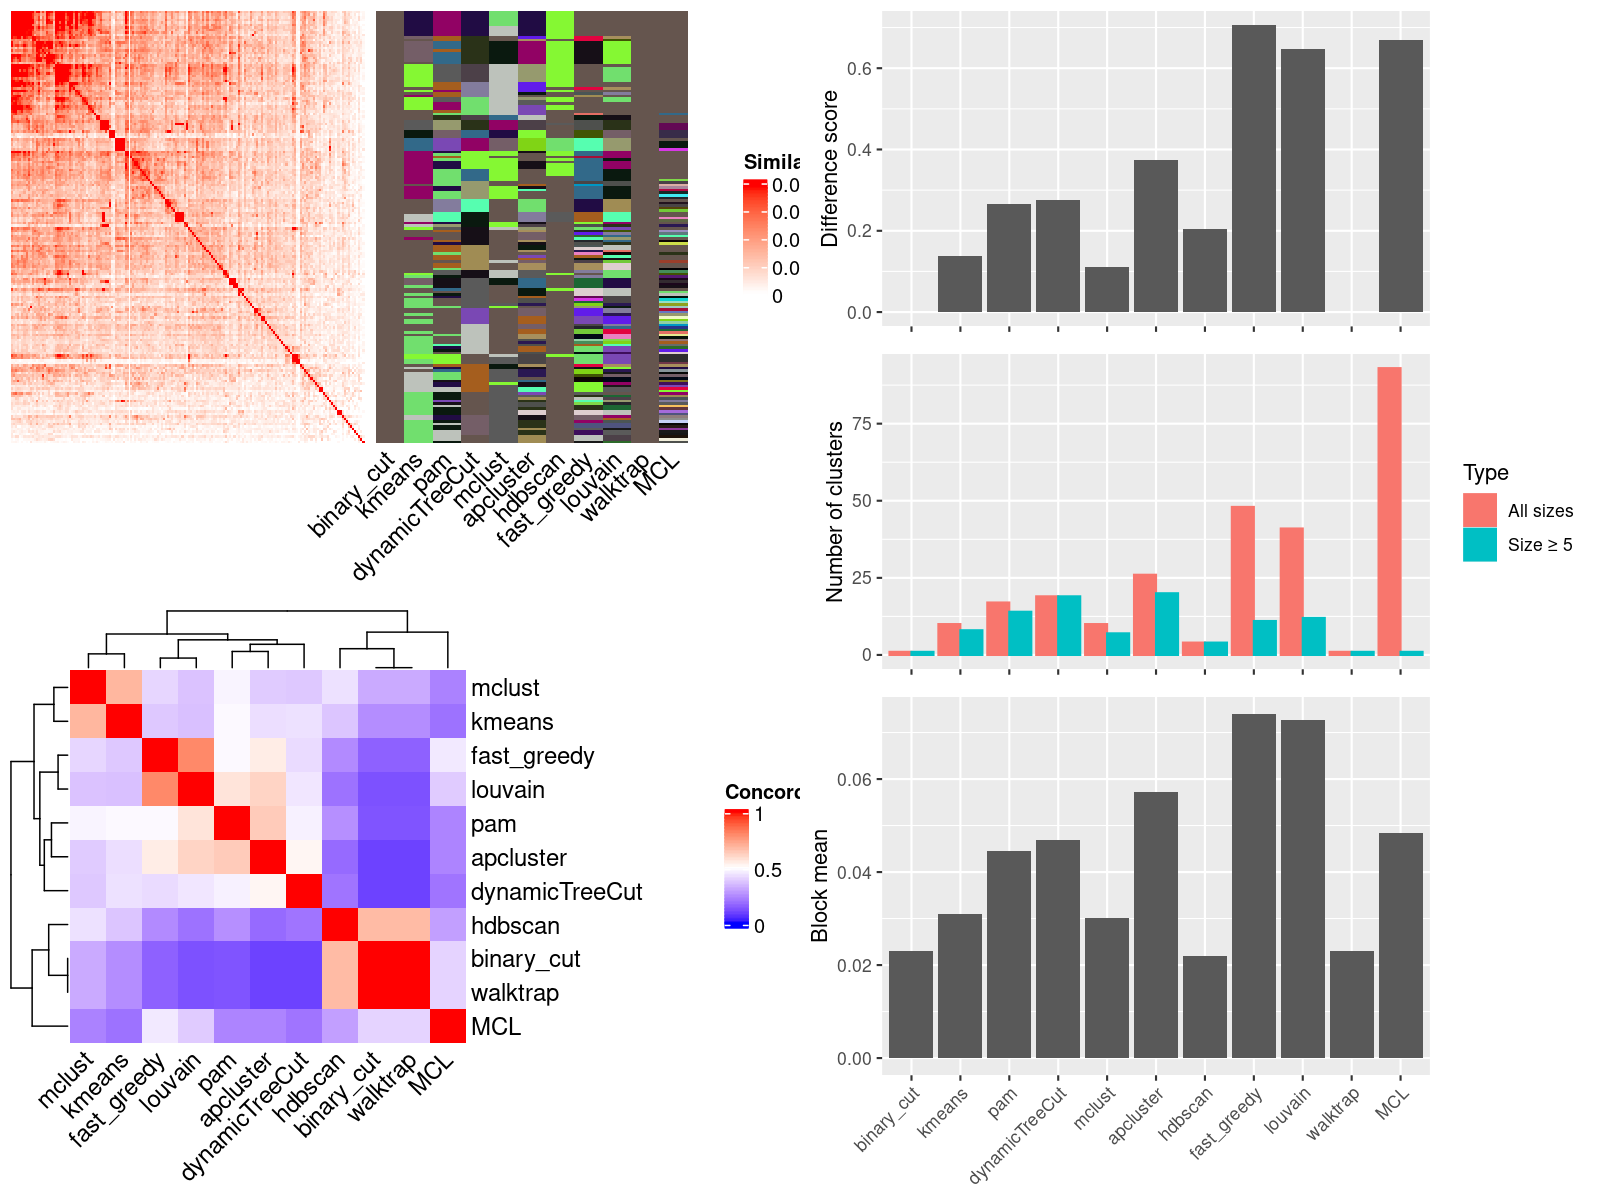 Simila
0.0
0.0
0.0
0.0
0
binary_cut
kmeans
pam
dynamicTreeCut
mclust
apcluster
hdbscan
fast_greedy
louvain
walktrap
MCL
mclust
kmeans
fast_greedy
louvain
pam
apcluster
dynamicTreeCut
hdbscan
binary_cut
walktrap
MCL
mclust
kmeans
fast_greedy
louvain
pam
apcluster
dynamicTreeCut
hdbscan
binary_cut
walktrap
MCL
Concord
1
0.5
0
Difference score
0.6
0.4
0.2
0.0
Number of clusters
75
50
25
0
Type
All sizes
Size ≥ 5
Block mean
0.06
0.04
0.02
0.00
binary_cut
kmeans
pam
dynamicTreeCut
mclust
apcluster
hdbscan
fast_greedy
louvain
walktrap
MCL